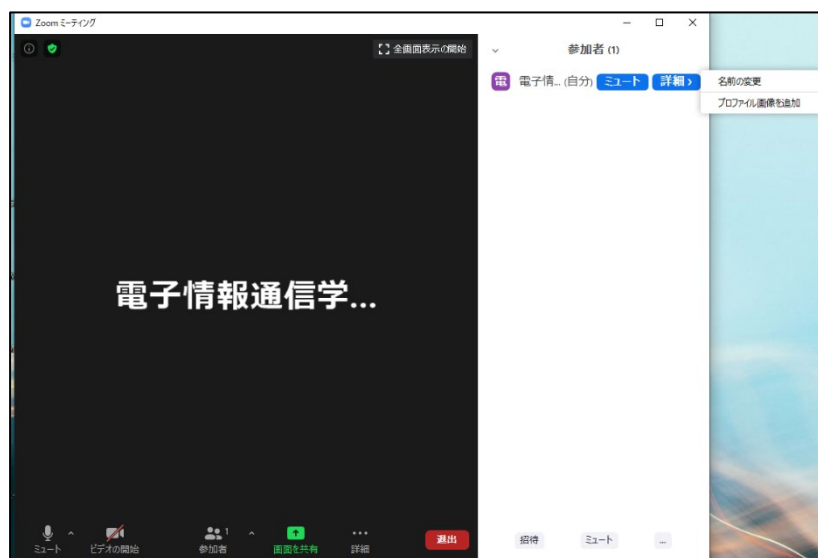 Zoom ミーティング
全画面表示の開始
参加者 (1)
電 電子情... (自分) ミュート 詳細 >
名前の変更
プロファイル画像を追加
電子情報通信学...
ミュート
ビデオの開始
参加者 1
画面を共有
詳細
退出
招待
ミュート
...